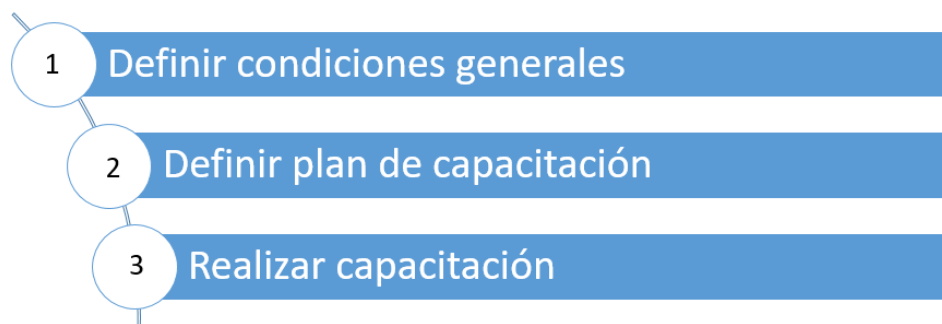 1 Definir condiciones generales
2 Definir plan de capacitación
3 Realizar capacitación